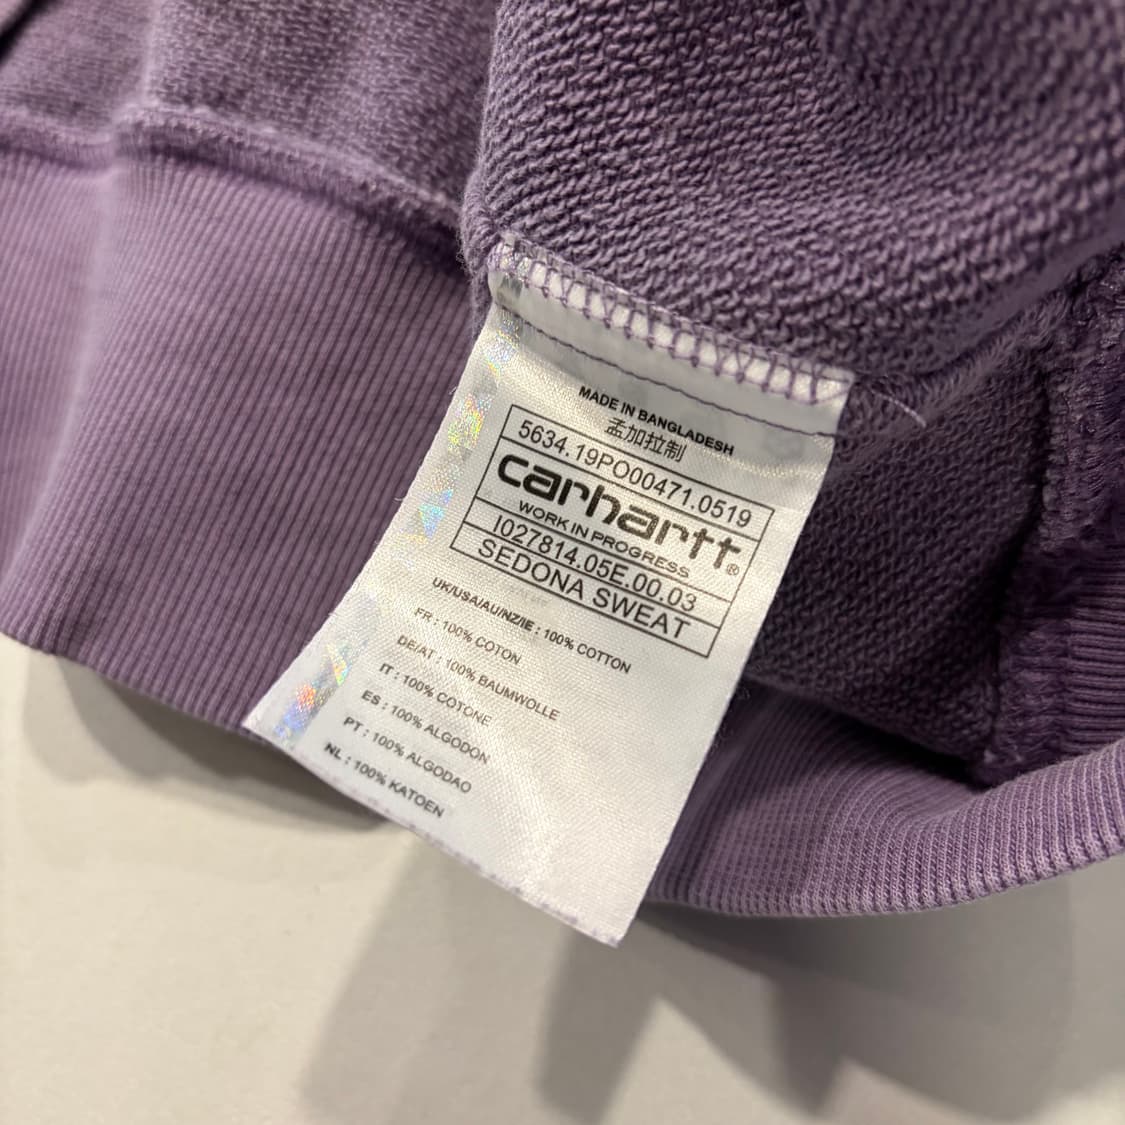 MADE IN BANGLADESH
孟加拉制
5634.19PO00471.0519
carhartt®
WORK IN PROGRESS
I027814.05E.00.03
SEDONA SWEAT
UK/USA/AU/NZ/IE : 100% COTTON
FR : 100% COTON
DE/AT : 100% BAUMWOLLE
IT : 100% COTONE
ES : 100% ALGODON
PT : 100% ALGODAO
NL : 100% KATOEN